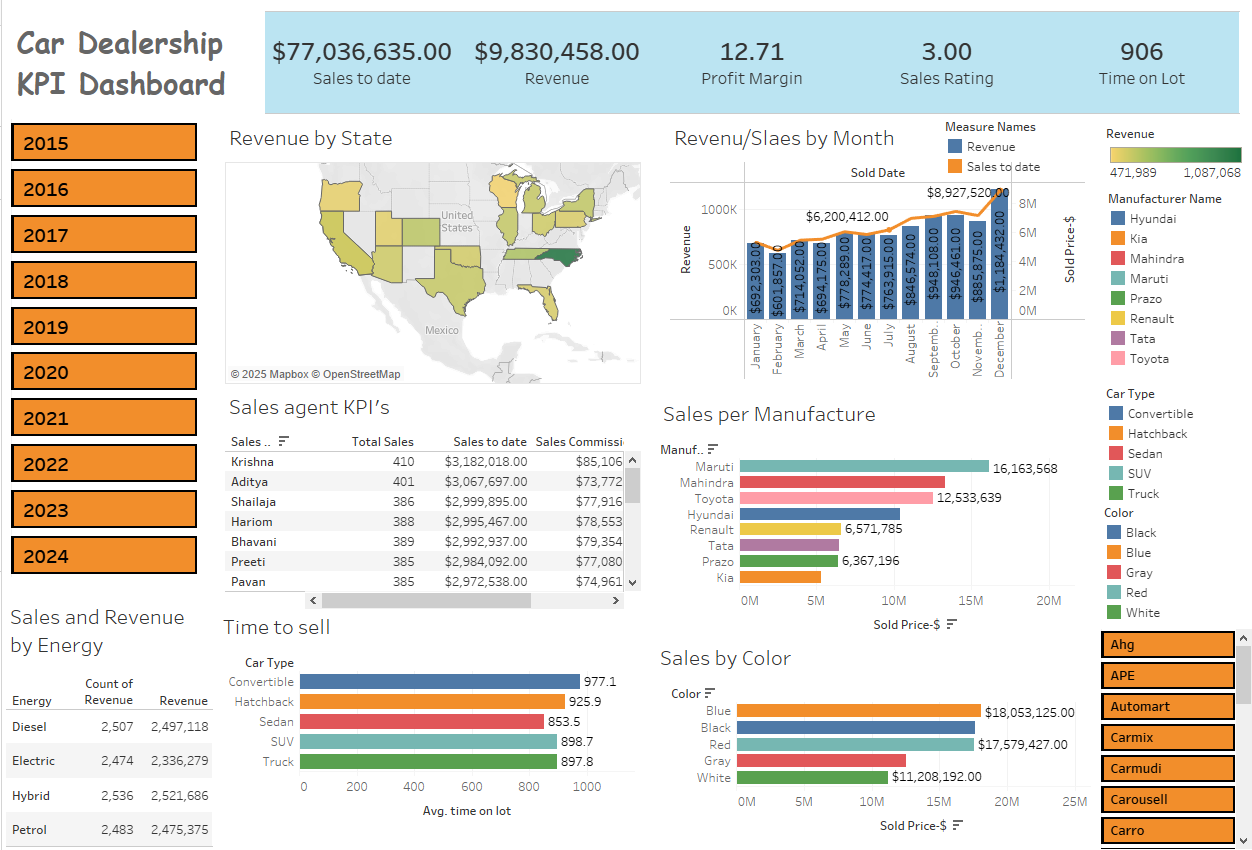 Car Dealership
KPI Dashboard
$77,036,635.00
Sales to date
$9,830,458.00
Revenue
12.71
Profit Margin
3.00
Sales Rating
906
Time on Lot
2015
2016
2017
2018
2019
2020
2021
2022
2023
2024
Revenue by State
United
States
Mexico
© 2025 Mapbox © OpenStreetMap
Revenu/Slaes by Month
Measure Names
Revenue
Sales to date
Sold Date
$8,927,520.00
$6,200,412.00
1000K
500K
0K
Revenue
8M
6M
4M
2M
0M
Sold Price-$
$692,303.00
$601,857.00
$714,052.00
$694,175.00
$778,289.00
$774,417.00
$763,915.00
$846,574.00
$948,108.00
$946,461.00
$885,875.00
$1,184,432.00
January
February
March
April
May
June
July
August
Septemb..
October
Novemb..
December
Revenue
471,989 1,087,068
Manufacturer Name
Hyundai
Kia
Mahindra
Maruti
Prazo
Renault
Tata
Toyota
Car Type
Convertible
Hatchback
Sedan
SUV
Truck
Color
Black
Blue
Gray
Red
White
Sales agent KPI's
Sales .. Total Sales Sales to date Sales Commissi
Krishna 410 $3,182,018.00 $85,106
Aditya 401 $3,067,697.00 $73,772
Shailaja 386 $2,999,895.00 $77,916
Hariom 388 $2,995,467.00 $78,553
Bhavani 389 $2,992,937.00 $79,354
Preeti 385 $2,984,092.00 $77,080
Pavan 385 $2,972,538.00 $74,961
Sales per Manufacture
Manuf..
Maruti 16,163,568
Mahindra
Toyota 12,533,639
Hyundai
Renault 6,571,785
Tata
Prazo 6,367,196
Kia
0M 5M 10M 15M 20M
Sold Price-$
Sales and Revenue
by Energy
Energy Count of Revenue Revenue
Diesel 2,507 2,497,118
Electric 2,474 2,336,279
Hybrid 2,536 2,521,686
Petrol 2,483 2,475,375
Time to sell
Car Type
Convertible 977.1
Hatchback 925.9
Sedan 853.5
SUV 898.7
Truck 897.8
0 200 400 600 800 1000
Avg. time on lot
Sales by Color
Color
Blue $18,053,125.00
Black
Red $17,579,427.00
Gray
White $11,208,192.00
0M 5M 10M 15M 20M 25M
Sold Price-$
Ahg
APE
Automart
Carmix
Carmudi
Carousell
Carro